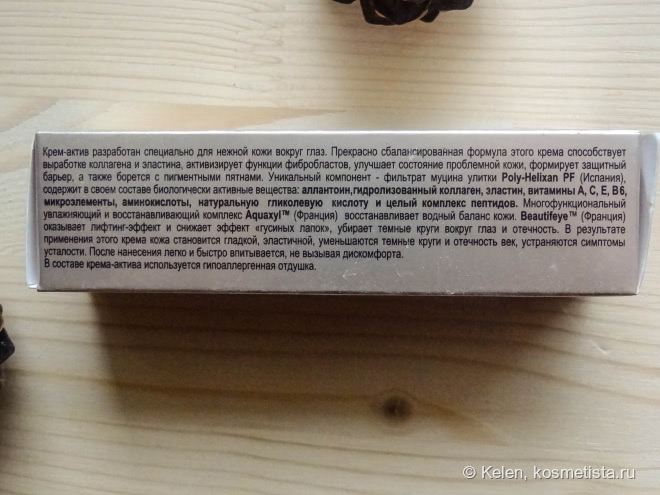 Крем-актив разработан специально для нежной кожи вокруг глаз. Прекрасно сбалансированная формула этого крема способствует
выработке коллагена и эластина, активизирует функции фибробластов, улучшает состояние проблемной кожи, формирует защитный
барьер, а также борется с пигментными пятнами. Уникальный компонент - фильтрат муцина улитки Poly-Helixan PF (Испания),
содержит в своем составе биологически активные вещества: аллантоин,гидролизованный коллаген, эластин, витамины А, С, Е, В6,
микроэлементы, аминокислоты, натуральную гликолевую кислоту и целый комплекс пептидов. Многофункциональный
увлажняющий и восстанавливающий комплекс Aquaxyl™ (Франция) восстанавливает водный баланс кожи. Beautifeye™ (Франция)
оказывает лифтинг-эффект и снижает эффект «гусиных лапок», убирает темные круги вокруг глаз и отечность. В результате
применения этого крема кожа становится гладкой, эластичной, уменьшаются темные круги и отечность век, устраняются симптомы
усталости. После нанесения легко и быстро впитывается, не вызывая дискомфорта.
В составе крема-актива используется гипоаллергенная отдушка.
© Kelen, kosmetista.ru